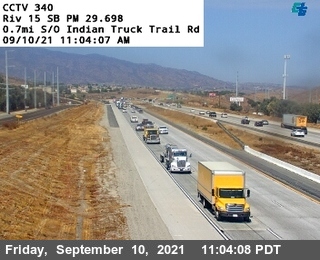 CCTV 340
Riv 15 SB PM 29.698
0.7mi S/O Indian Truck Trail Rd
09/10/21 11:04:07 AM
Friday, September 10, 2021 11:04:08 PDT